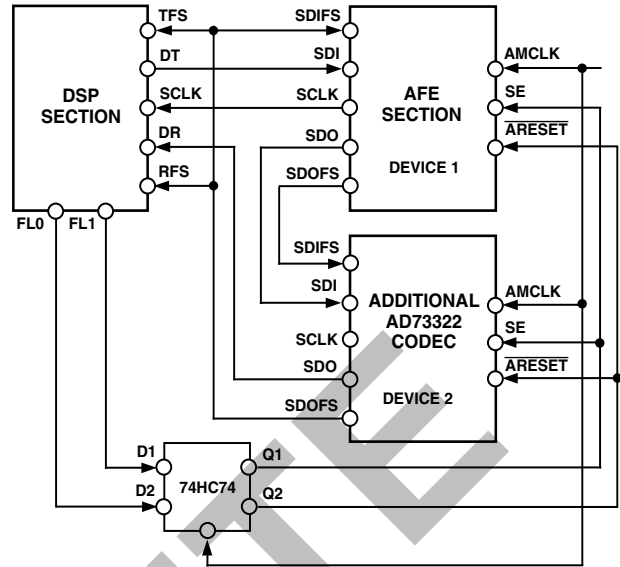 TFS
DT
SCLK
DR
RFS
DSP
SECTION
FL0
FL1
SDIFS
SDI
SCLK
SDO
SDOFS
AFE
SECTION
DEVICE 1
AMCLK
SE
ARESET
SDIFS
SDI
SCLK
SDO
SDOFS
ADDITIONAL
AD73322
CODEC
DEVICE 2
AMCLK
SE
ARESET
D1
D2
74HC74
Q1
Q2
TE